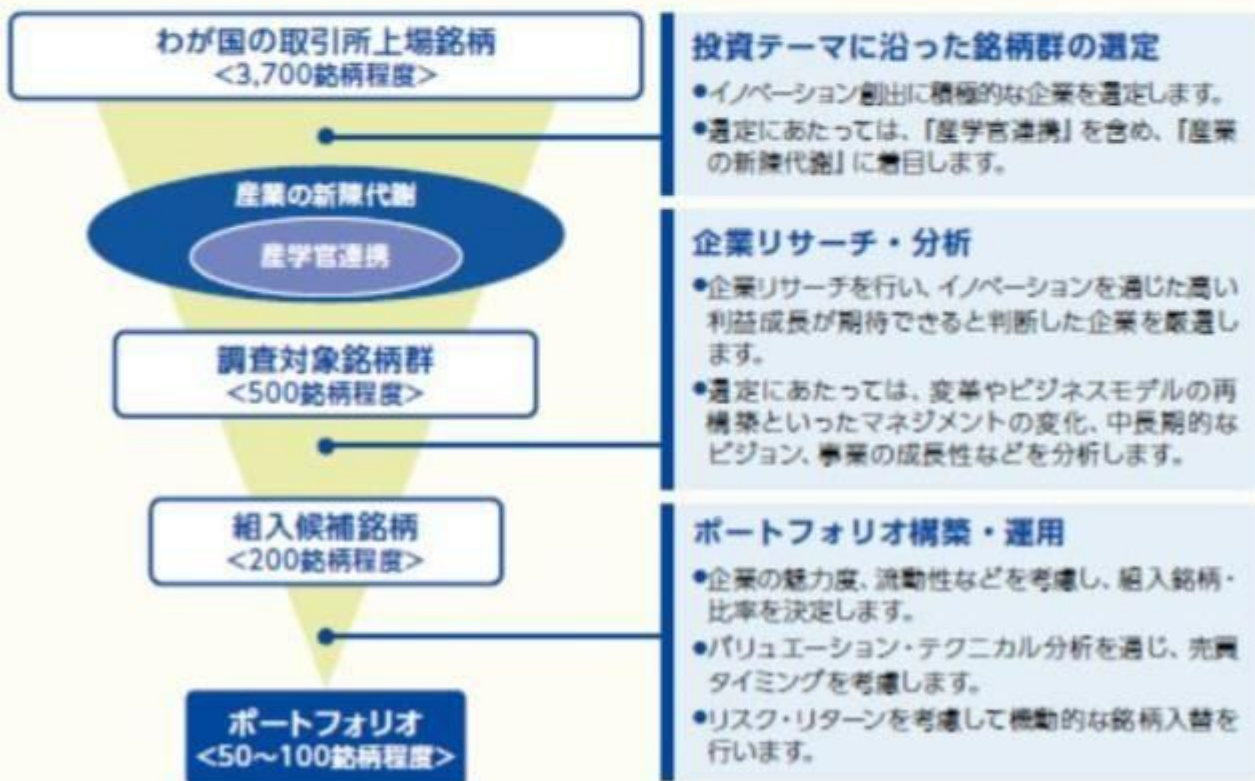 わが国の取引所上場銘柄
<3,700銘柄程度>
産業の新陳代謝
産学官連携
調査対象銘柄群
<500銘柄程度>
組入候補銘柄
<200銘柄程度>
ポートフォリオ
<50～100銘柄程度>
投資テーマに沿った銘柄群の選定
●イノベーション創出に積極的な企業を選定します。
●選定にあたっては、『産学官連携』を含め、『産業
の新陳代謝』に着目します。
企業リサーチ・分析
●企業リサーチを行い、イノベーションを通じた高い
利益成長が期待できると判断した企業を厳選し
ます。
●選定にあたっては、変革やビジネスモデルの再
構築といったマネジメントの変化、中長期的な
ビジョン、事業の成長性などを分析します。
ポートフォリオ構築・運用
●企業の魅力度、流動性などを考慮し、組入銘柄・
比率を決定します。
●バリュエーション・テクニカル分析を通じ、売買
タイミングを考慮します。
●リスク・リターンを考慮して機動的な銘柄入替を
行います。